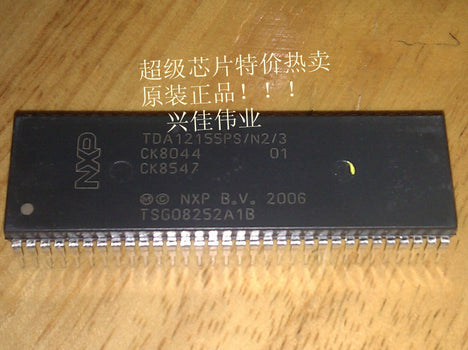 超级芯片特价热卖
原装正品！！！
兴佳伟业
NXP
TDA12155PS/N2/3
CK8044 01
CK8547
Ⓜ© NXP B.V. 2006
TSG08252A1B